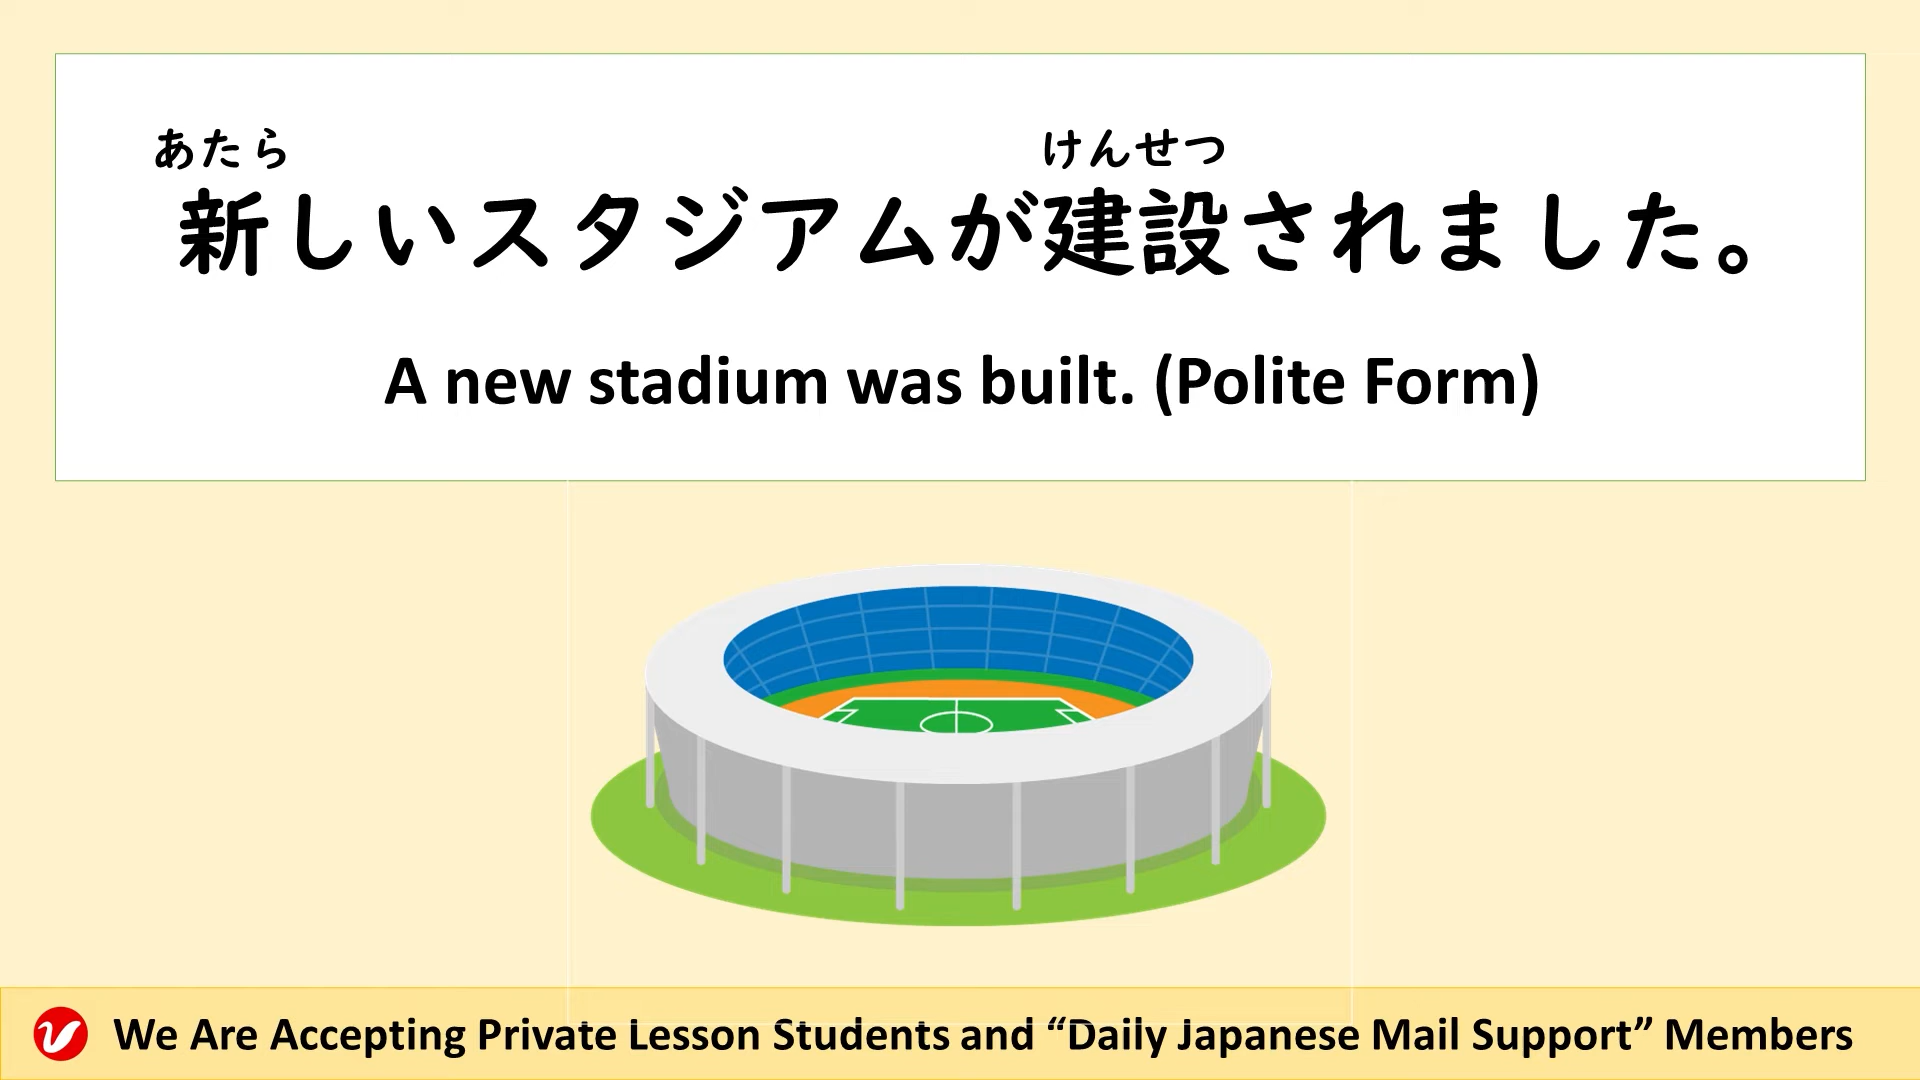 あたら けんせつ
新しいスタジアムが建設されました。
A new stadium was built. (Polite Form)
We Are Accepting Private Lesson Students and “Daily Japanese Mail Support” Members